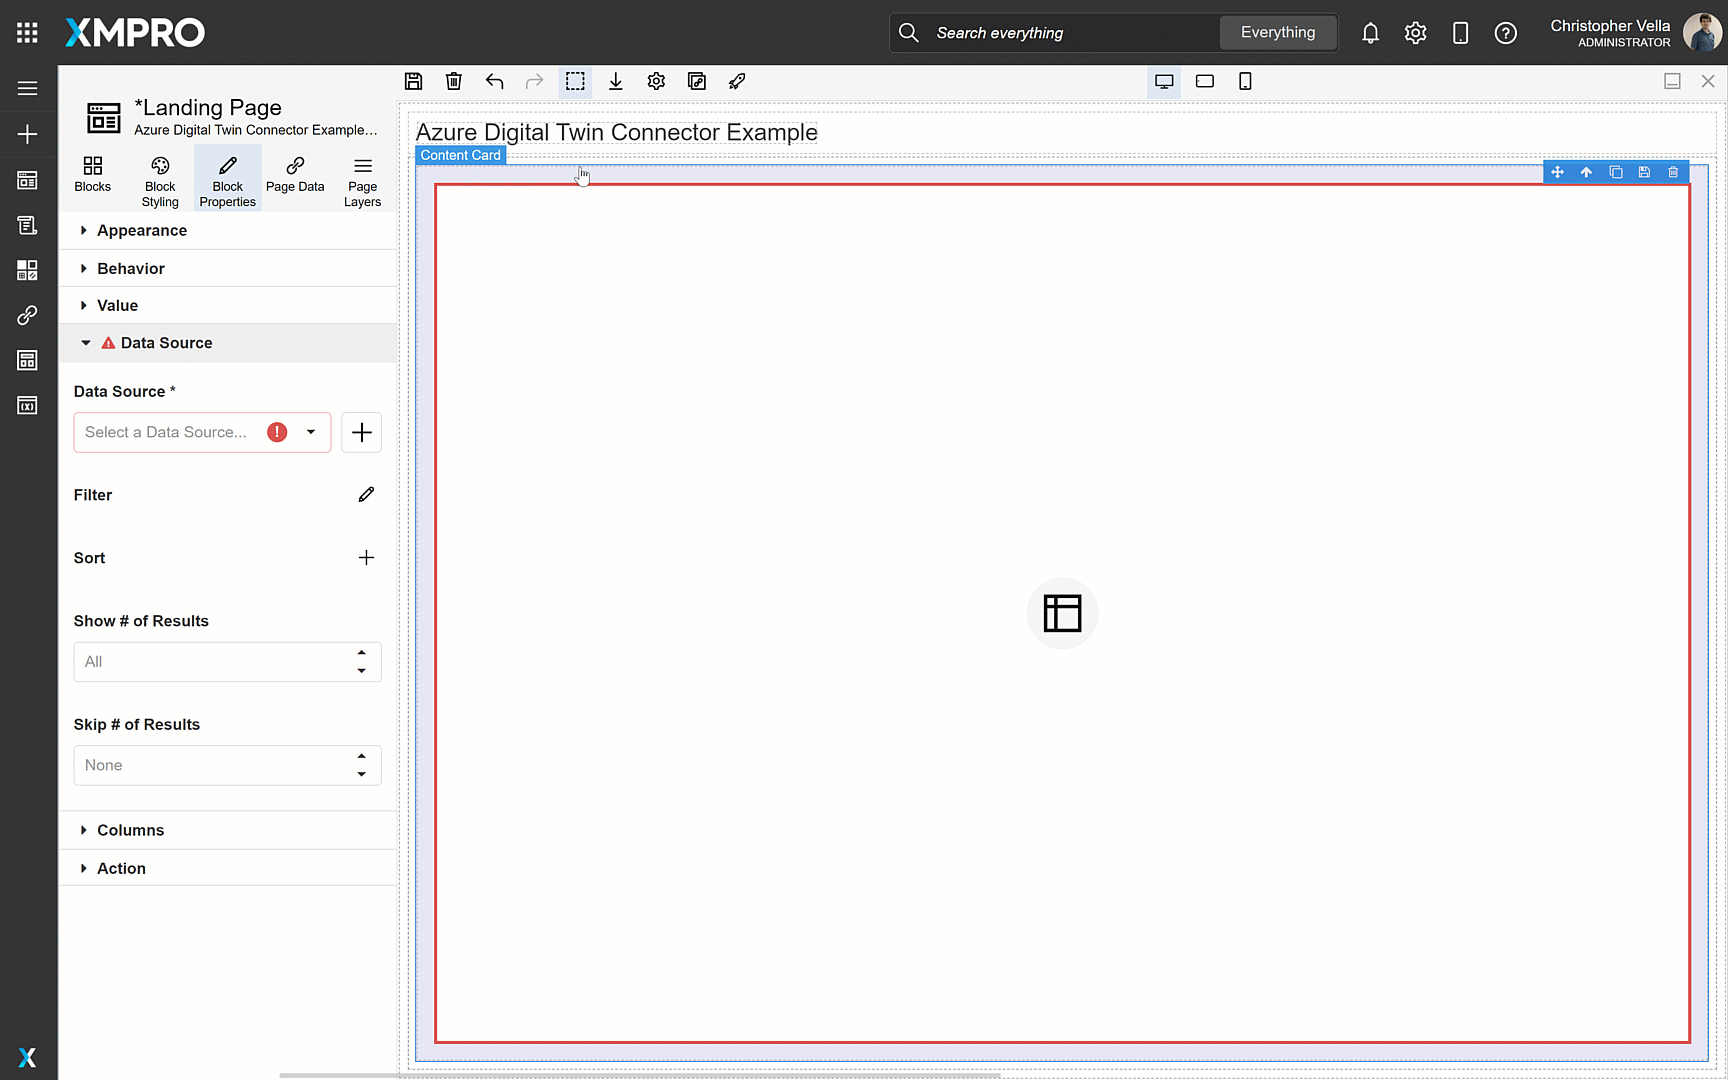 XMPRO
Search everything
Everything
Christopher Vella
ADMINISTRATOR
*Landing Page
Azure Digital Twin Connector Example...
Blocks
Block Styling
Block Properties
Page Data
Page Layers
Appearance
Behavior
Value
Data Source
Data Source *
Select a Data Source...
Filter
Sort
Show # of Results
All
Skip # of Results
None
Columns
Action
Azure Digital Twin Connector Example
Content Card